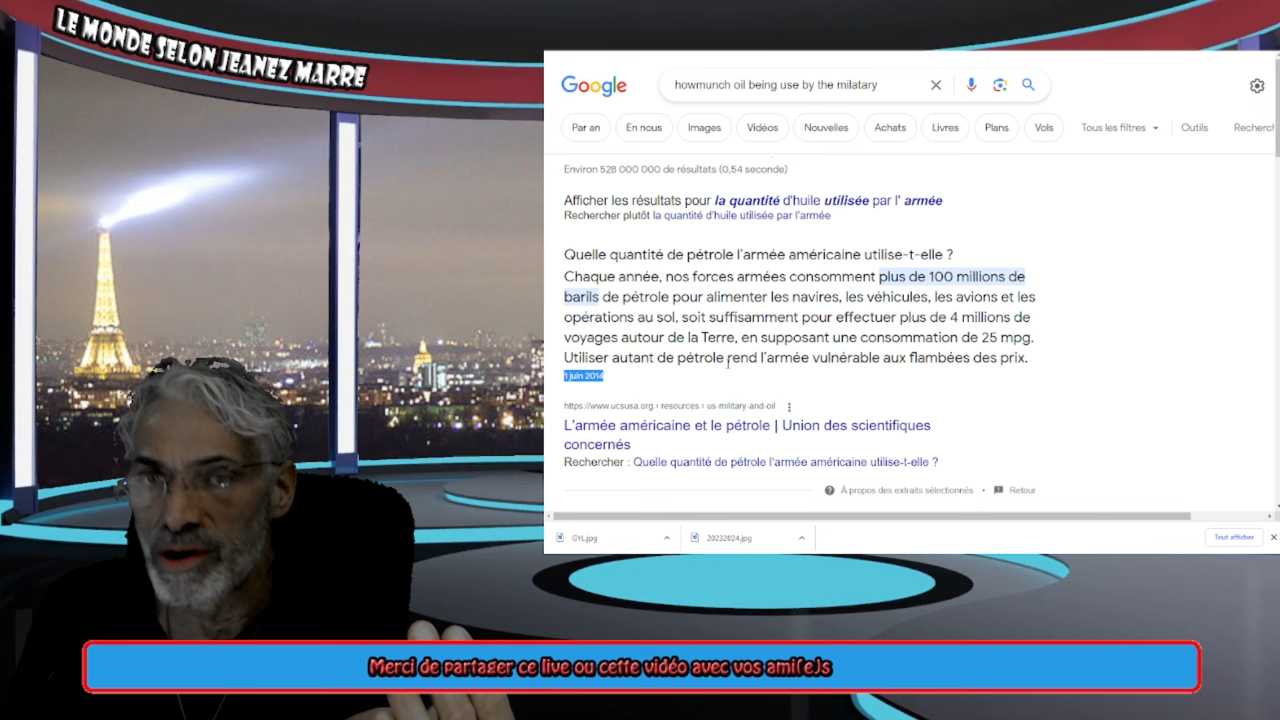 LE MONDE SELON JEANEZ MARRE
Google
howmunch oil being use by the milatary
Par an En nous Images Vidéos Nouvelles Achats Livres Plans Vols Tous les filtres Outils Recherc
Environ 528 000 000 de résultats (0,54 seconde)
Afficher les résultats pour la quantité d'huile utilisée par l' armée
Rechercher plutôt la quantité d'huile utilisée par l'armée
Quelle quantité de pétrole l'armée américaine utilise-t-elle ?
Chaque année, nos forces armées consomment plus de 100 millions de
barils de pétrole pour alimenter les navires, les véhicules, les avions et les
opérations au sol, soit suffisamment pour effectuer plus de 4 millions de
voyages autour de la Terre, en supposant une consommation de 25 mpg.
Utiliser autant de pétrole rend l'armée vulnérable aux flambées des prix.
1 juin 2014
https://www.ucsusa.org › resources › us-military-and-oil
L'armée américaine et le pétrole | Union des scientifiques
concernés
Rechercher : Quelle quantité de pétrole l'armée américaine utilise-t-elle ?
À propos des extraits sélectionnés • Retour
GYL.jpg 20232024.jpg Tout afficher
Merci de partager ce live ou cette vidéo avec vos ami(e)s